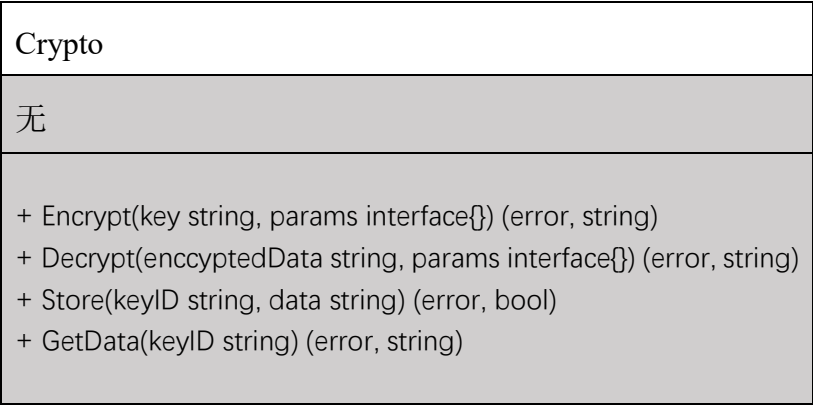 Crypto
无
+ Encrypt(key string, params interface{}) (error, string)
+ Decrypt(enccyptedData string, params interface{}) (error, string)
+ Store(keyID string, data string) (error, bool)
+ GetData(keyID string) (error, string)